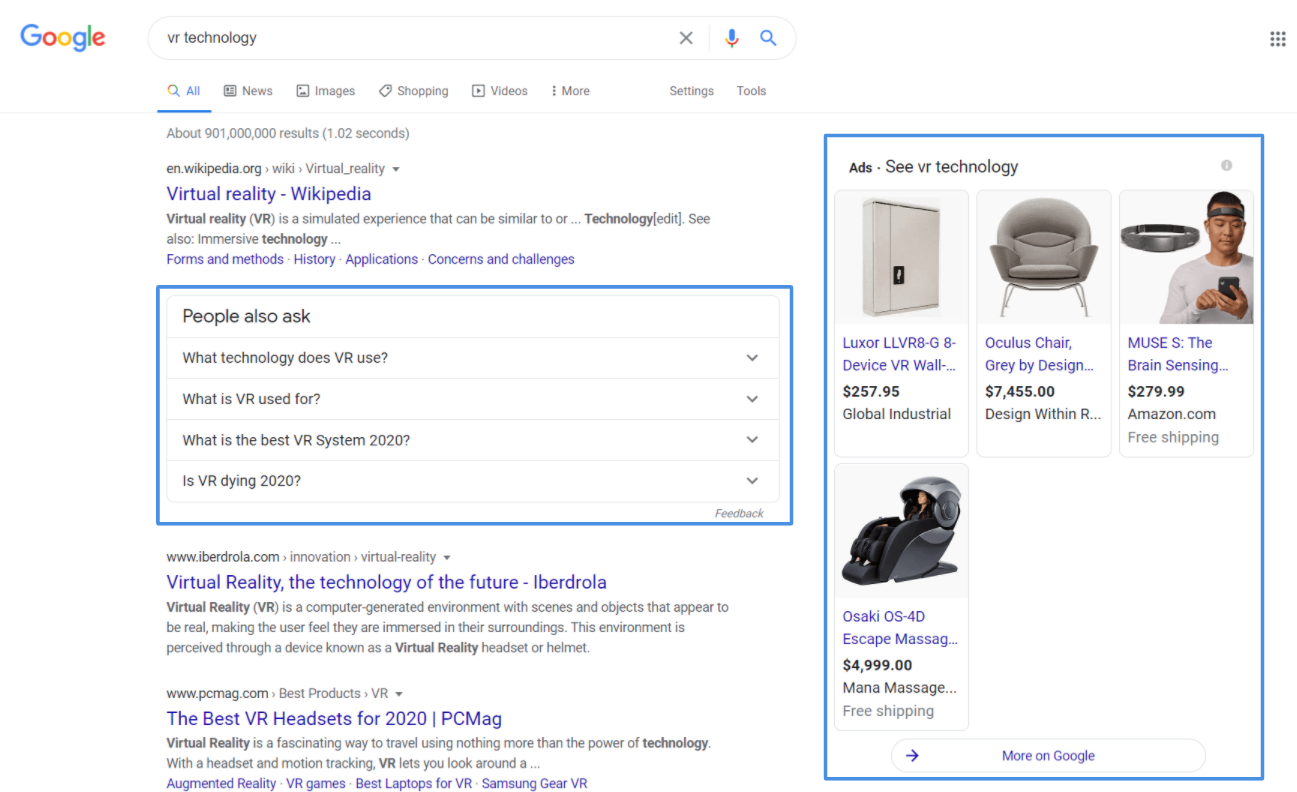 Google
vr technology
All News Images Shopping Videos More Settings Tools
About 901,000,000 results (1.02 seconds)
en.wikipedia.org › wiki › Virtual_reality
Virtual reality - Wikipedia
Virtual reality (VR) is a simulated experience that can be similar to or ... Technology[edit]. See
also: Immersive technology ...
Forms and methods · History · Applications · Concerns and challenges
People also ask
What technology does VR use?
What is VR used for?
What is the best VR System 2020?
Is VR dying 2020?
Feedback
www.iberdrola.com › innovation › virtual-reality
Virtual Reality, the technology of the future - Iberdrola
Virtual Reality (VR) is a computer-generated environment with scenes and objects that appear to
be real, making the user feel they are immersed in their surroundings. This environment is
perceived through a device known as a Virtual Reality headset or helmet.
www.pcmag.com › Best Products › VR
The Best VR Headsets for 2020 | PCMag
Virtual Reality is a fascinating way to travel using nothing more than the power of technology.
With a headset and motion tracking, VR lets you look around a ...
Augmented Reality · VR games · Best Laptops for VR · Samsung Gear VR
Ads · See vr technology
Luxor LLVR8-G 8-
Device VR Wall-...
$257.95
Global Industrial
Oculus Chair,
Grey by Design...
$7,455.00
Design Within R...
MUSE S: The
Brain Sensing...
$279.99
Amazon.com
Free shipping
Osaki OS-4D
Escape Massag...
$4,999.00
Mana Massage...
Free shipping
More on Google